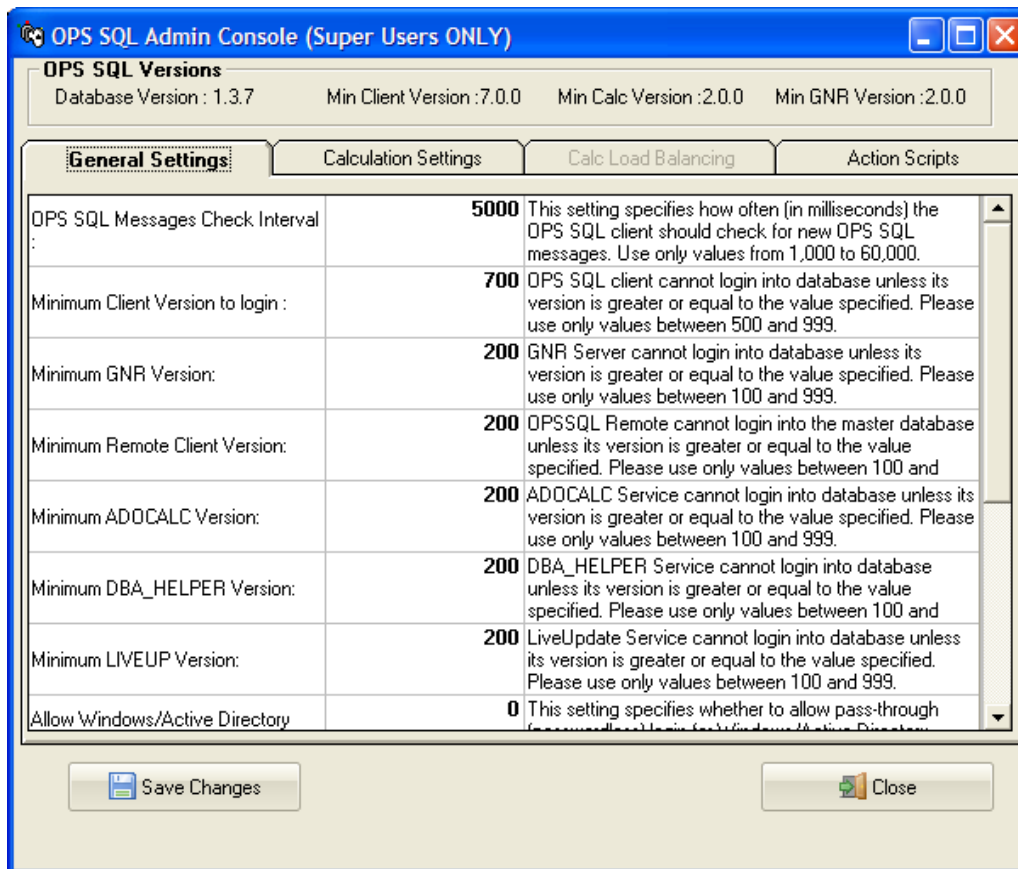 OPS SQL Admin Console (Super Users ONLY)
OPS SQL Versions
Database Version : 1.3.7 Min Client Version :7.0.0 Min Calc Version :2.0.0 Min GNR Version :2.0.0
General Settings Calculation Settings Calc Load Balancing Action Scripts
OPS SQL Messages Check Interval
:
5000
This setting specifies how often (in milliseconds) the
OPS SQL client should check for new OPS SQL
messages. Use only values from 1,000 to 60,000.
Minimum Client Version to login :
700
OPS SQL client cannot login into database unless its
version is greater or equal to the value specified. Please
use only values between 500 and 999.
Minimum GNR Version:
200
GNR Server cannot login into database unless its
version is greater or equal to the value specified. Please
use only values between 100 and 999.
Minimum Remote Client Version:
200
OPSSQL Remote cannot login into the master database
unless its version is greater or equal to the value
specified. Please use only values between 100 and
Minimum ADOCALC Version:
200
ADOCALC Service cannot login into database unless its
version is greater or equal to the value specified. Please
use only values between 100 and 999.
Minimum DBA_HELPER Version:
200
DBA_HELPER Service cannot login into database
unless its version is greater or equal to the value
specified. Please use only values between 100 and
Minimum LIVEUP Version:
200
LiveUpdate Service cannot login into database unless
its version is greater or equal to the value specified.
Please use only values between 100 and 999.
Allow Windows/Active Directory
0
This setting specifies whether to allow pass-through
Save Changes Close